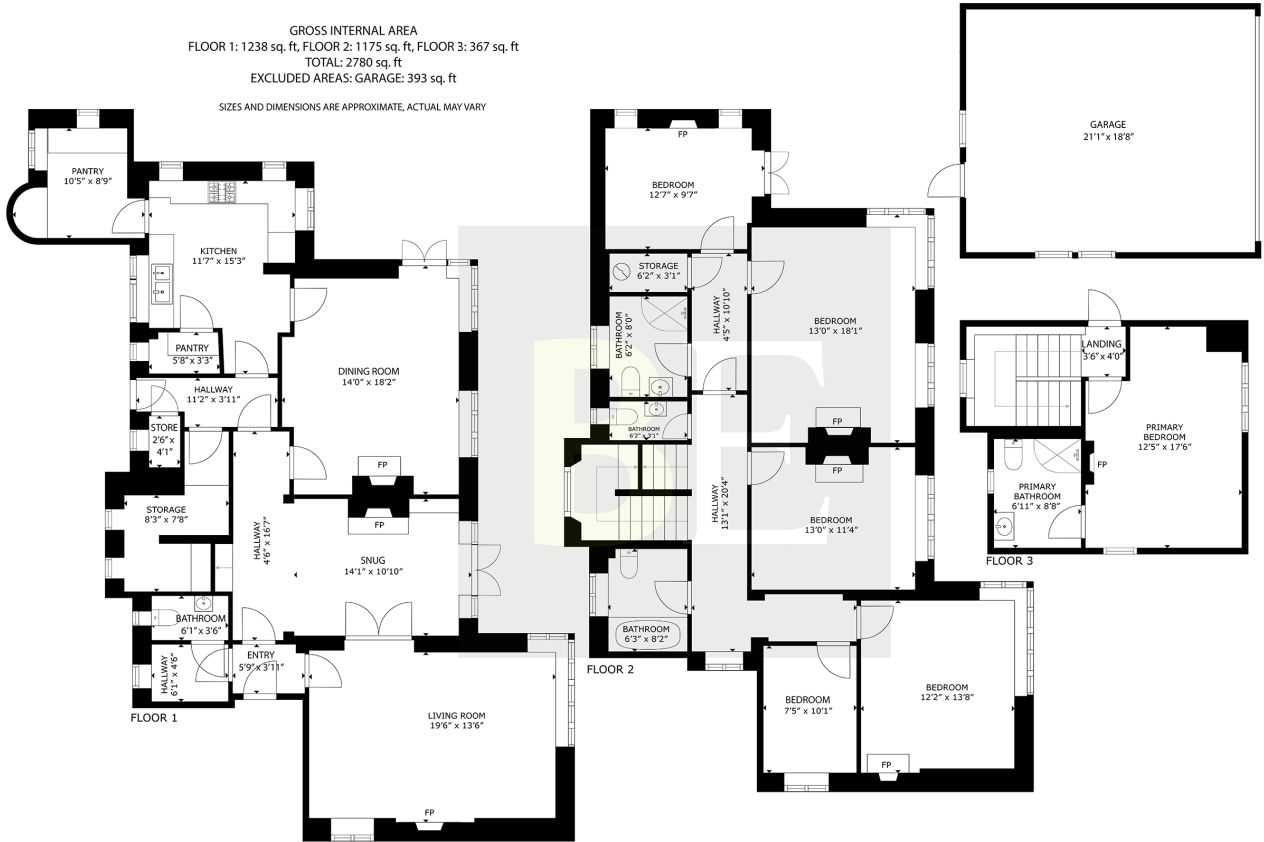 GROSS INTERNAL AREA
FLOOR 1: 1238 sq. ft, FLOOR 2: 1175 sq. ft, FLOOR 3: 367 sq. ft
TOTAL: 2780 sq. ft
EXCLUDED AREAS: GARAGE: 393 sq. ft
SIZES AND DIMENSIONS ARE APPROXIMATE, ACTUAL MAY VARY
PANTRY
10'5" x 8'9"
KITCHEN
11'7" x 15'3"
PANTRY
5'8" x 3'3"
HALLWAY
11'2" x 3'11"
STORE
2'6" x
4'1"
DINING ROOM
14'0" x 18'2"
FP
STORAGE
8'3" x 7'8"
HALLWAY
4'6" x 16'7"
FP
SNUG
14'1" x 10'10"
BATHROOM
6'1" x 3'6"
HALLWAY
6'1" x 4'6"
ENTRY
5'9" x 3'11"
LIVING ROOM
19'6" x 13'6"
FP
FLOOR 1
FP
BEDROOM
12'7" x 9'7"
STORAGE
6'2" x 3'1"
HALLWAY
4'5" x 10'10"
BATHROOM
6'2" x 8'0"
BEDROOM
13'0" x 18'1"
FP
BATHROOM
6'2" x 3'1"
HALLWAY
13'1" x 20'4"
FP
BEDROOM
13'0" x 11'4"
BATHROOM
6'3" x 8'2"
BEDROOM
7'5" x 10'1"
BEDROOM
12'2" x 13'8"
FP
FLOOR 2
GARAGE
21'1" x 18'8"
LANDING
3'6" x 4'0"
PRIMARY
BEDROOM
12'5" x 17'6"
FP
PRIMARY
BATHROOM
6'11" x 8'8"
FLOOR 3
BE